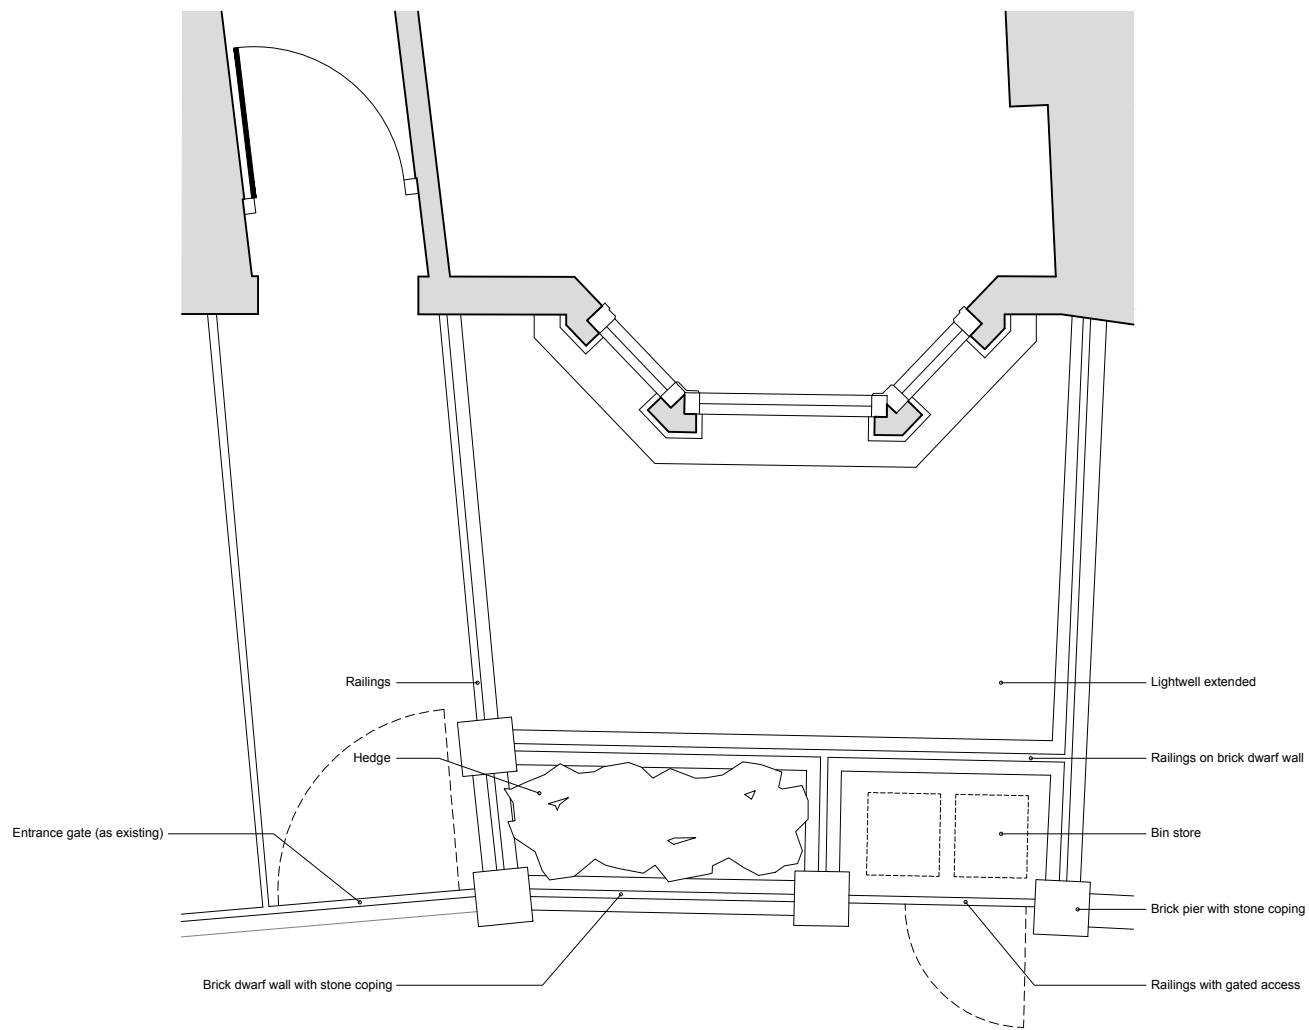 Railings
Lightwell extended
Hedge
Railings on brick dwarf wall
Entrance gate (as existing)
Bin store
Brick pier with stone coping
Brick dwarf wall with stone coping
Railings with gated access